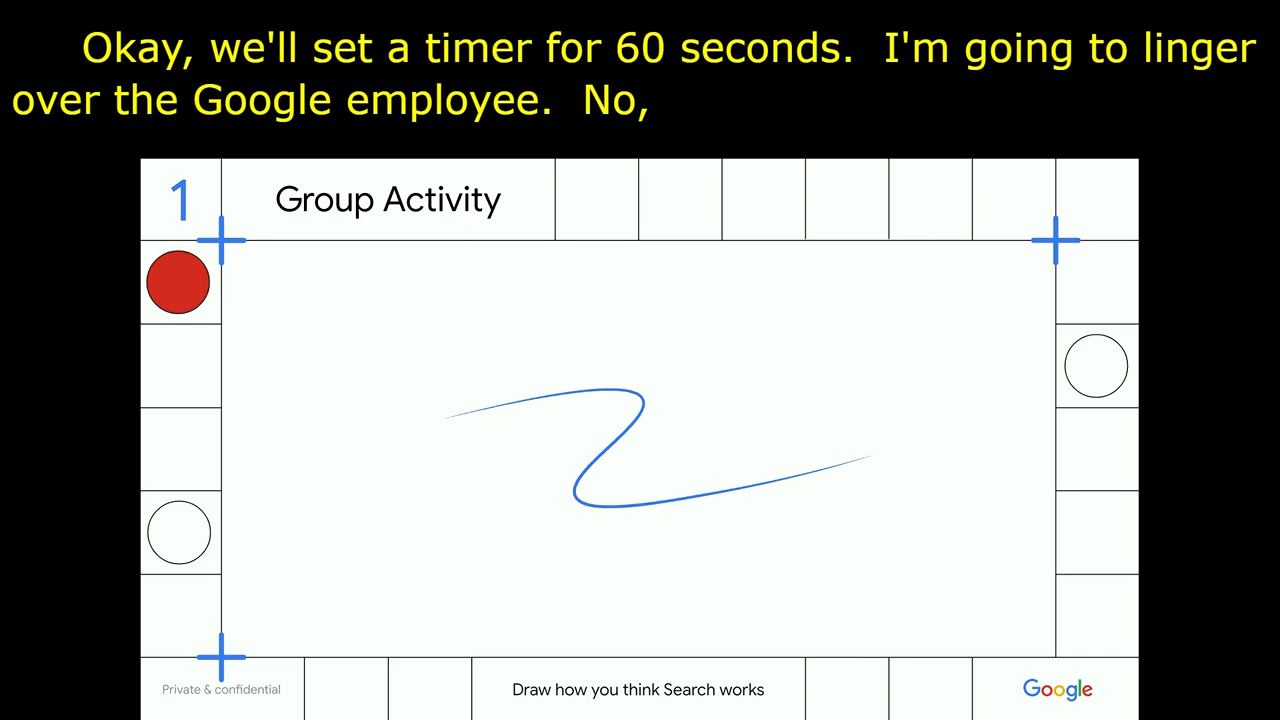 Okay, we'll set a timer for 60 seconds.  I'm going to linger
over the Google employee.  No,
1
Group Activity
Private & confidential
Draw how you think Search works
Google